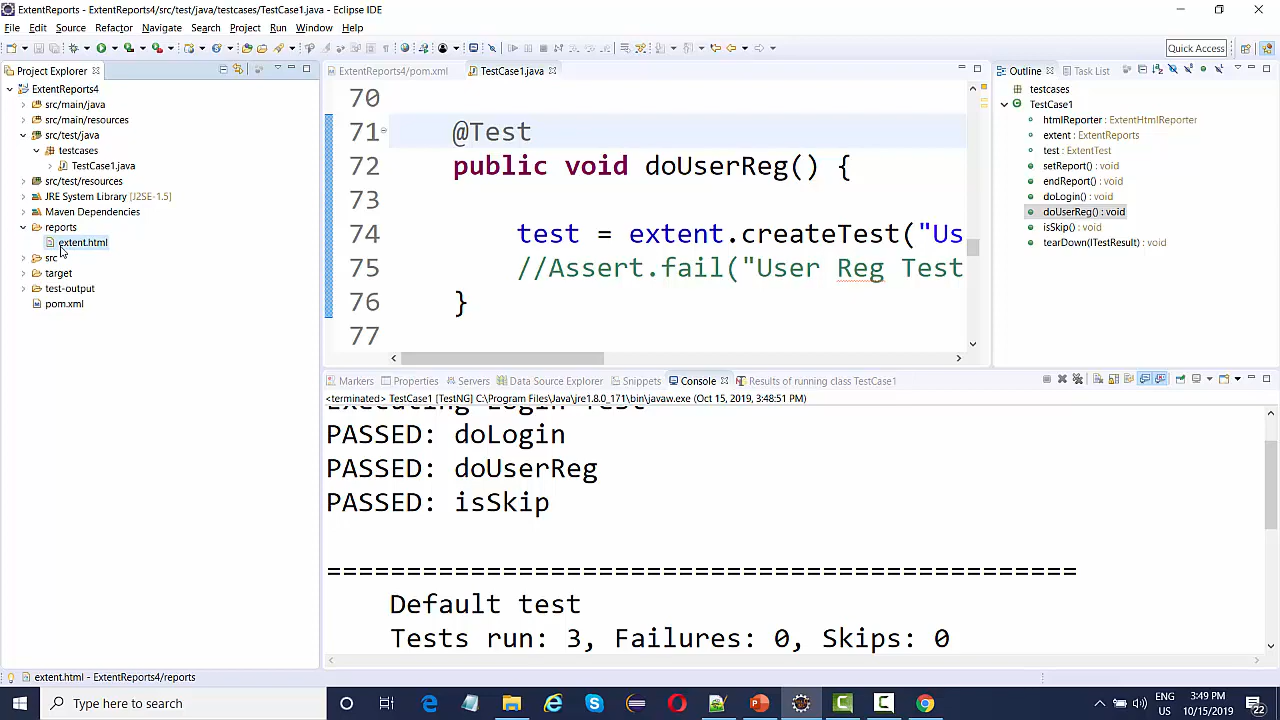 ExtentReports - ExtentReports4/src/test/java/testcases/TestCase1.java - Eclipse IDE
File Edit Source Refactor Navigate Search Project Run Window Help
Quick Access
Project Explorer
ExtentReports4
src/main/java
src/main/resources
src/test/java
testcases
TestCase1.java
src/test/resources
JRE System Library [J2SE-1.5]
Maven Dependencies
reports
extent.html
src
target
test-output
pom.xml
ExtentReports4/pom.xml
TestCase1.java
70
71 @Test
72 public void doUserReg() {
73
74 test = extent.createTest("Us
75 //Assert.fail("User Reg Test
76 }
77
Outline Task List
testcases
TestCase1
htmlReporter : ExtentHtmlReporter
extent : ExtentReports
test : ExtentTest
setReport() : void
endReport() : void
doLogin() : void
doUserReg() : void
isSkip() : void
tearDown(ITestResult) : void
Markers Properties Servers Data Source Explorer Snippets Console Results of running class TestCase1
<terminated> TestCase1 [TestNG] C:\Program Files\Java\jre1.8.0_171\bin\javaw.exe (Oct 15, 2019, 3:48:51 PM)
Executing Login Test
PASSED: doLogin
PASSED: doUserReg
PASSED: isSkip
===============================================
Default test
Tests run: 3, Failures: 0, Skips: 0
extent.html - ExtentReports4/reports
Type here to search
ENG
US
3:49 PM
10/15/2019
22